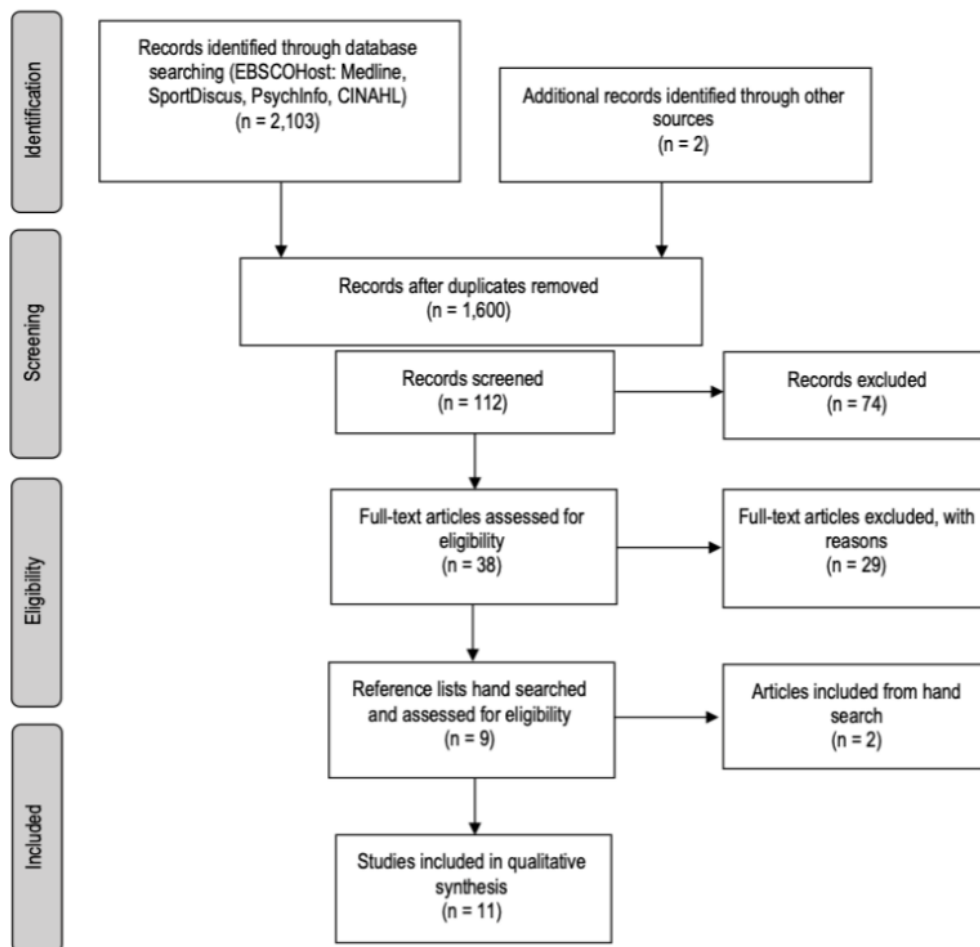 Identification
Records identified through database
searching (EBSCOHost: Medline,
SportDiscus, PsychInfo, CINAHL)
(n = 2,103)
Additional records identified through other
sources
(n = 2)
Screening
Records after duplicates removed
(n = 1,600)
Records screened
(n = 112)
Records excluded
(n = 74)
Eligibility
Full-text articles assessed for
eligibility
(n = 38)
Full-text articles excluded, with
reasons
(n = 29)
Reference lists hand searched
and assessed for eligibility
(n = 9)
Articles included from hand
search
(n = 2)
Included
Studies included in qualitative
synthesis
(n = 11)